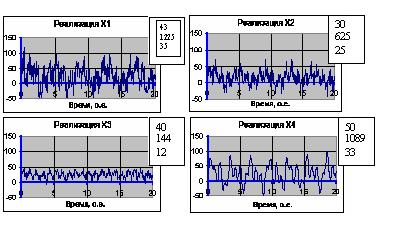 Реализация X1
43
1225
35
150
100
50
0
-50
0 5 10 15 20
Время, о.е.
Реализация X2
30
625
25
150
100
50
0
-50
0 5 10 15 20
Время, о.е.
Реализация X3
40
144
12
150
100
50
0
-50
0 5 10 15 20
Время, о.е.
Реализация X4
50
1089
33
150
100
50
0
-50
0 5 10 15 20
Время, о.е.